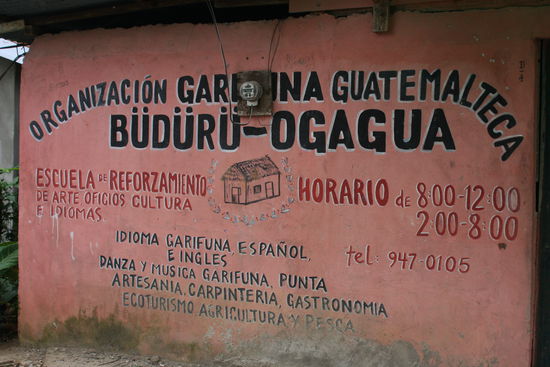 ORGANIZACIÓN GARIFUNA GUATEMALTECA
BÜDÜRÜ-OGAGUA
ESCUELA DE REFORZAMIENTO
DE ARTE, OFICIOS CULTURA
E IDIOMAS.
HORARIO de 8:00-12:00
2:00-8:00
tel: 947-0105
IDIOMA GARIFUNA, ESPAÑOL,
E INGLES
DANZA Y MUSICA GARIFUNA, PUNTA
ARTESANIA, CARPINTERIA, GASTRONOMIA
ECOTURISMO AGRICULTURA Y PESCA